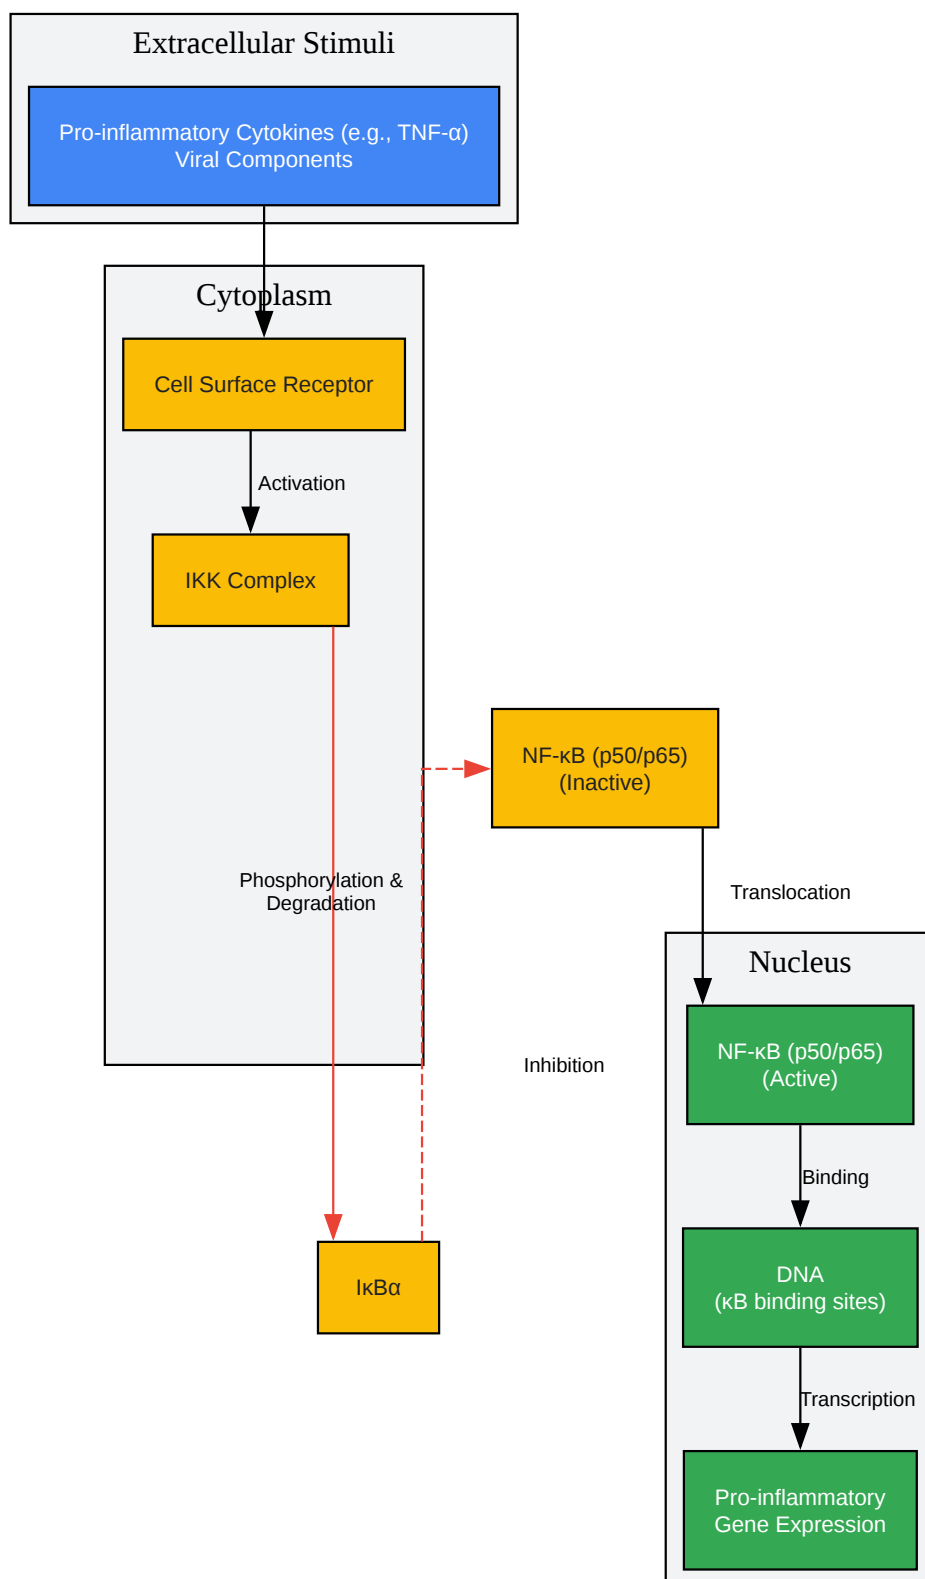 Extracellular Stimuli
Pro-inflammatory Cytokines (e.g., TNF-α)
Viral Components
Cytoplasm
Cell Surface Receptor
Activation
IKK Complex
NF-κB (p50/p65)
(Inactive)
Phosphorylation &
Degradation
Translocation
Nucleus
NF-κB (p50/p65)
(Active)
Inhibition
Binding
IκBα
DNA
(κB binding sites)
Transcription
Pro-inflammatory
Gene Expression